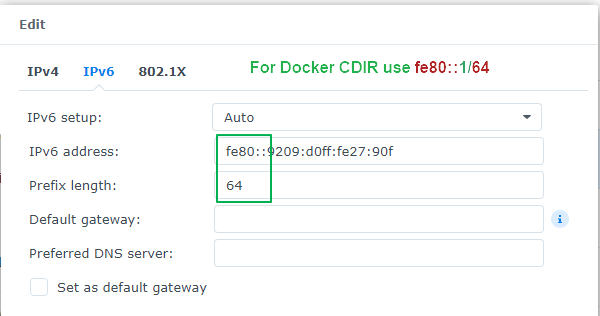 Edit
IPv4 IPv6 802.1X For Docker CDIR use fe80::1/64
IPv6 setup: Auto
IPv6 address: fe80::9209:d0ff:fe27:90f
Prefix length: 64
Default gateway: i
Preferred DNS server:
Set as default gateway